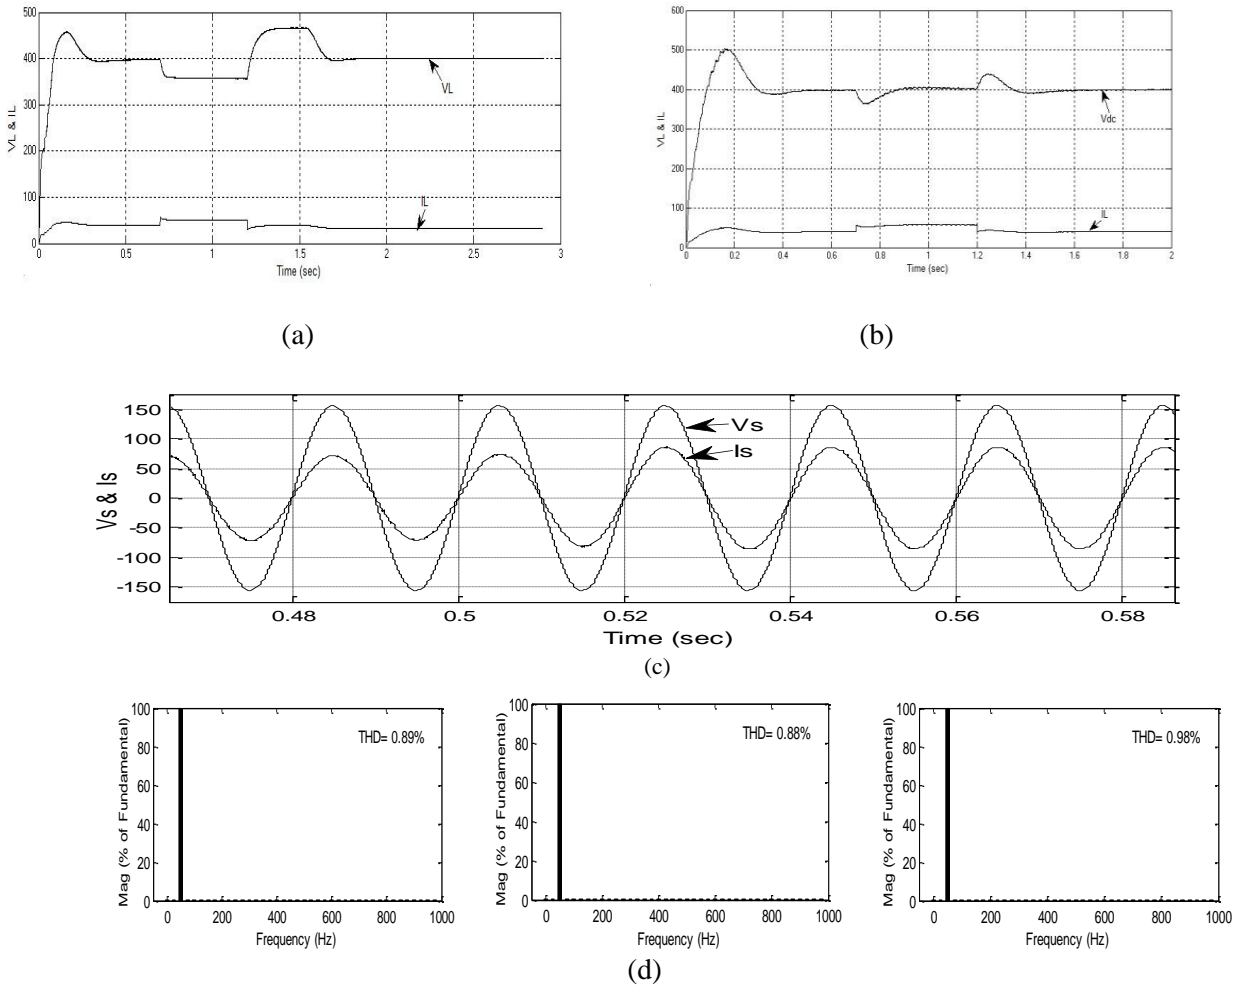 500
400
300
200
100
0
VL & IL
VL
IL
0 0.5 1 1.5 2 2.5 3
Time (sec)
(a)
600
500
400
300
200
100
0
VL & IL
Vdc
IL
0 0.2 0.4 0.6 0.8 1 1.2 1.4 1.6 1.8 2
Time (sec)
(b)
150
100
50
0
-50
-100
-150
Vs & Is
Vs
Is
0.48 0.5 0.52 0.54 0.56 0.58
Time (sec)
(c)
100
80
60
40
20
0
Mag (% of Fundamental)
THD= 0.89%
0 200 400 600 800 1000
Frequency (Hz)
100
80
60
40
20
0
Mag (% of Fundamental)
THD= 0.88%
0 200 400 600 800 1000
Frequency (Hz)
100
80
60
40
20
0
Mag (% of Fundamental)
THD= 0.98%
0 200 400 600 800 1000
Frequency (Hz)
(d)